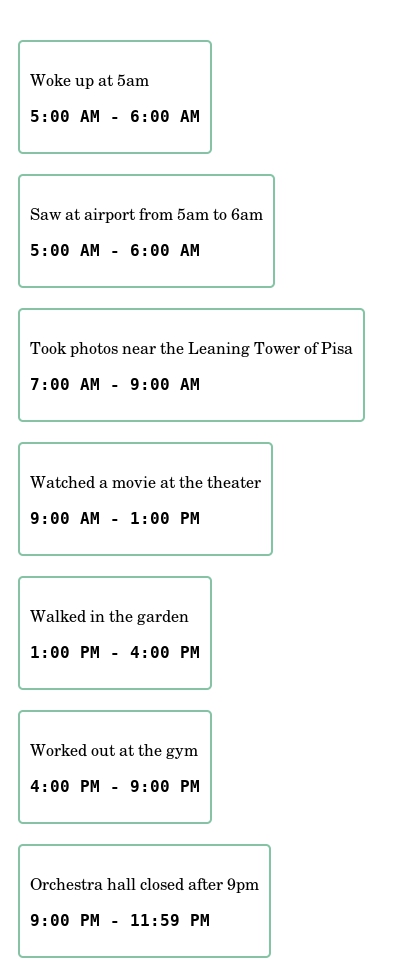 Woke up at 5am
5:00 AM - 6:00 AM
Saw at airport from 5am to 6am
5:00 AM - 6:00 AM
Took photos near the Leaning Tower of Pisa
7:00 AM - 9:00 AM
Watched a movie at the theater
9:00 AM - 1:00 PM
Walked in the garden
1:00 PM - 4:00 PM
Worked out at the gym
4:00 PM - 9:00 PM
Orchestra hall closed after 9pm
9:00 PM - 11:59 PM